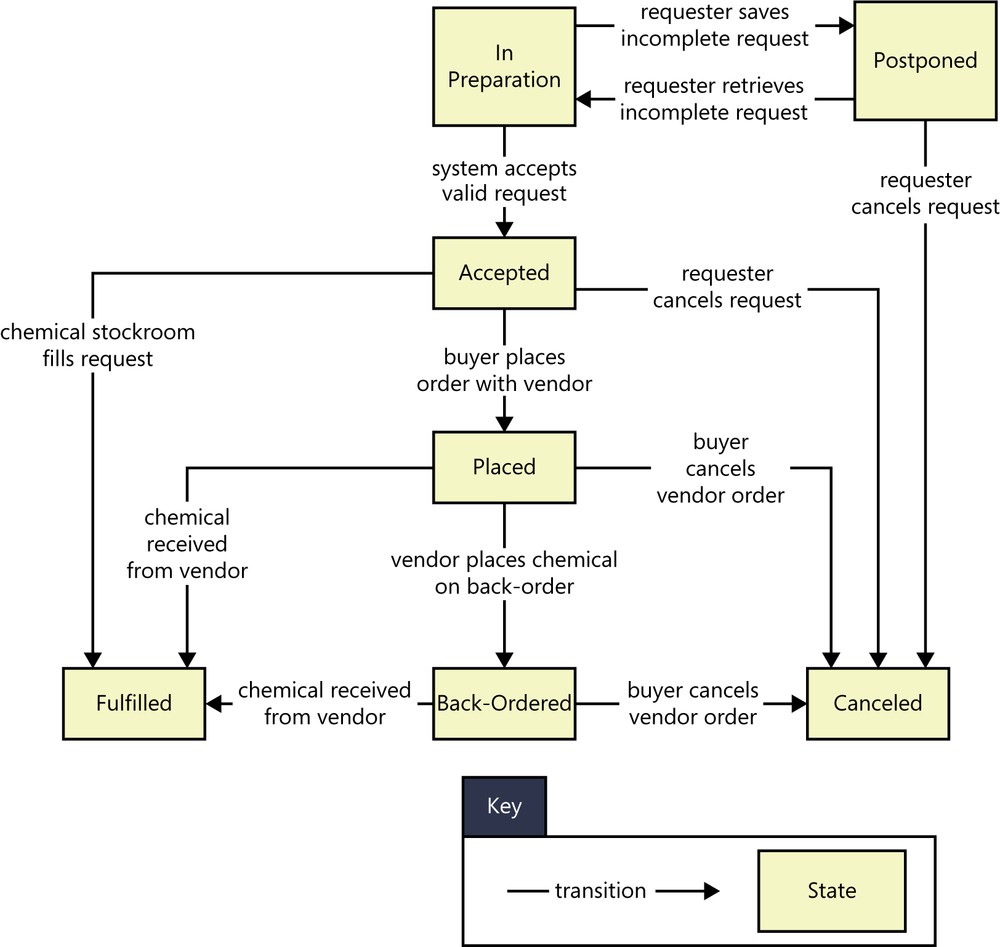 requester saves
incomplete request
In
Preparation
Postponed
requester retrieves
incomplete request
system accepts
valid request
requester
cancels request
Accepted
requester
cancels request
chemical stockroom
fills request
buyer places
order with vendor
Placed
buyer
cancels
vendor order
chemical
received
from vendor
vendor places chemical
on back-order
Fulfilled
chemical received
from vendor
Back-Ordered
buyer cancels
vendor order
Canceled
Key
transition
State